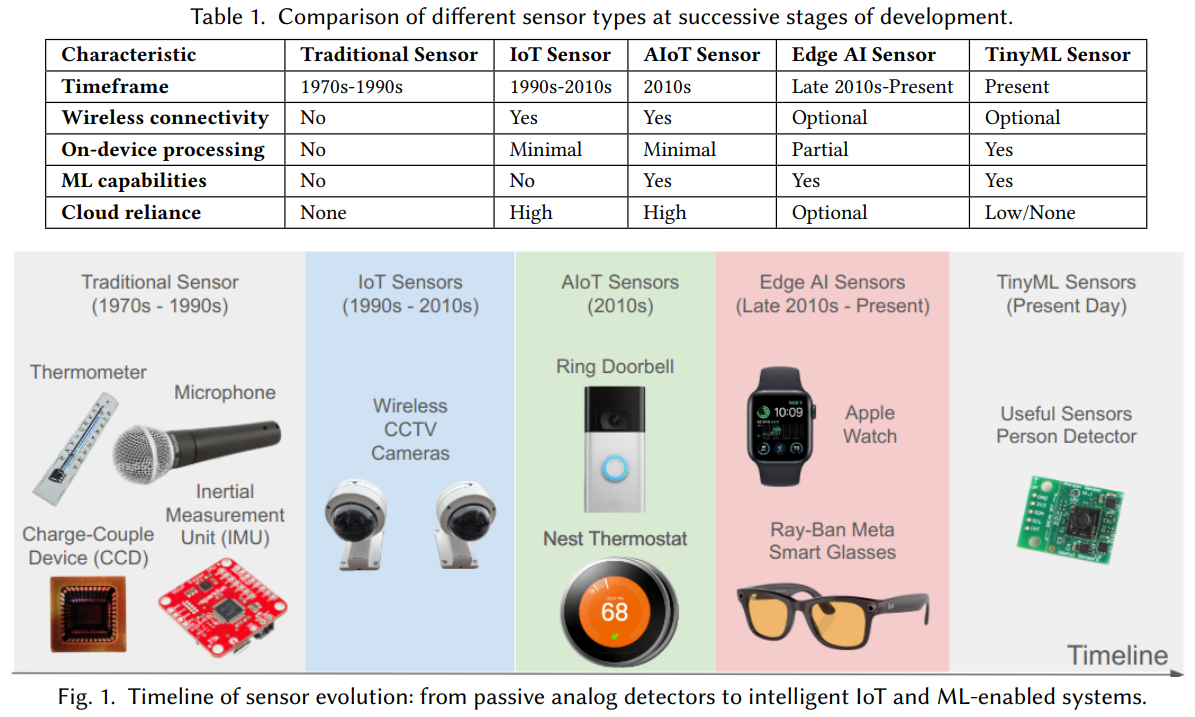 Table 1. Comparison of different sensor types at successive stages of development.
Characteristic Traditional Sensor IoT Sensor AIoT Sensor Edge AI Sensor TinyML Sensor
Timeframe 1970s-1990s 1990s-2010s 2010s Late 2010s-Present Present
Wireless connectivity No Yes Yes Optional Optional
On-device processing No Minimal Minimal Partial Yes
ML capabilities No No Yes Yes Yes
Cloud reliance None High High Optional Low/None
Traditional Sensor
(1970s - 1990s)
Thermometer
Microphone
Inertial
Measurement
Unit (IMU)
Charge-Couple
Device (CCD)
IoT Sensors
(1990s - 2010s)
Wireless
CCTV
Cameras
AIoT Sensors
(2010s)
Ring Doorbell
Nest Thermostat
68
Edge AI Sensors
(Late 2010s - Present)
10:09
Apple
Watch
Ray-Ban Meta
Smart Glasses
TinyML Sensors
(Present Day)
Useful Sensors
Person Detector
Timeline
Fig. 1. Timeline of sensor evolution: from passive analog detectors to intelligent IoT and ML-enabled systems.